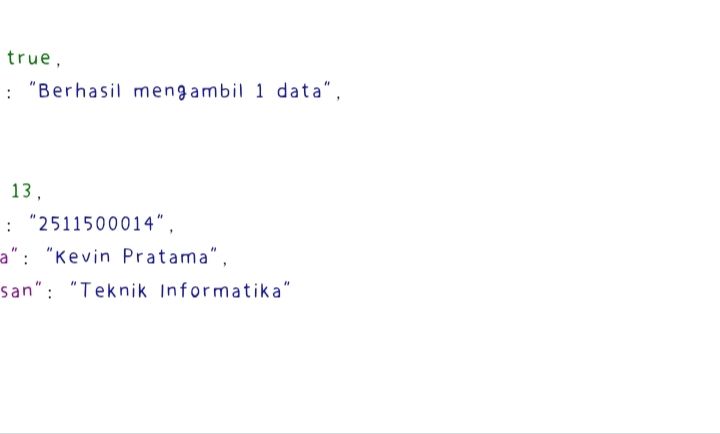 true,
: "Berhasil mengambil 1 data",
13,
: "2511500014",
a": "Kevin Pratama",
san": "Teknik Informatika"